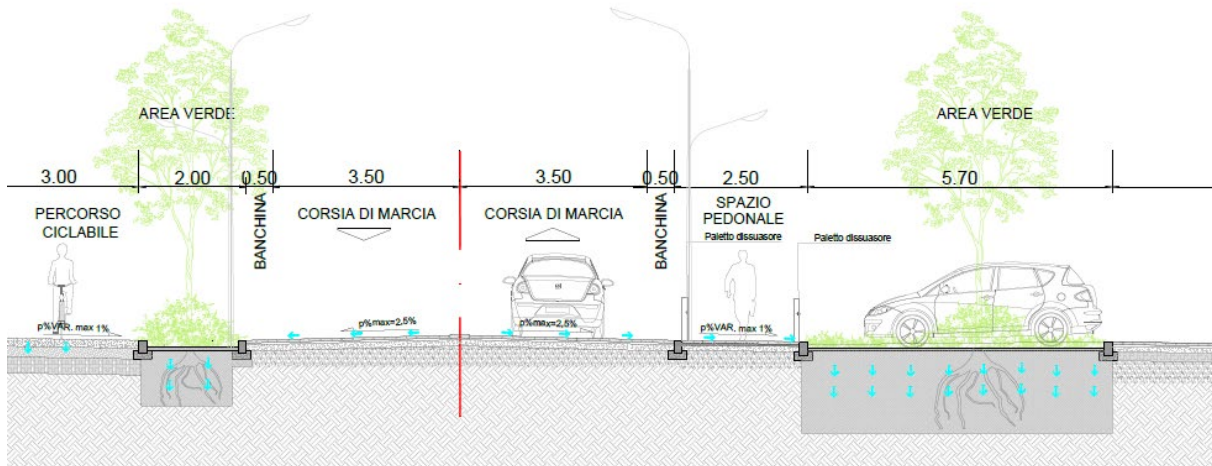 AREA VERDE
AREA VERDE
3.00
2.00
0.50
3.50
3.50
0.50
2.50
5.70
PERCORSO
CICLABILE
BANCHINA
CORSIA DI MARCIA
CORSIA DI MARCIA
BANCHINA
SPAZIO
PEDONALE
Paletto dissuasore
Paletto dissuasore
p%VAR. max 1%
p%max=2,5%
p%max=2,5%
p%VAR. max 1%